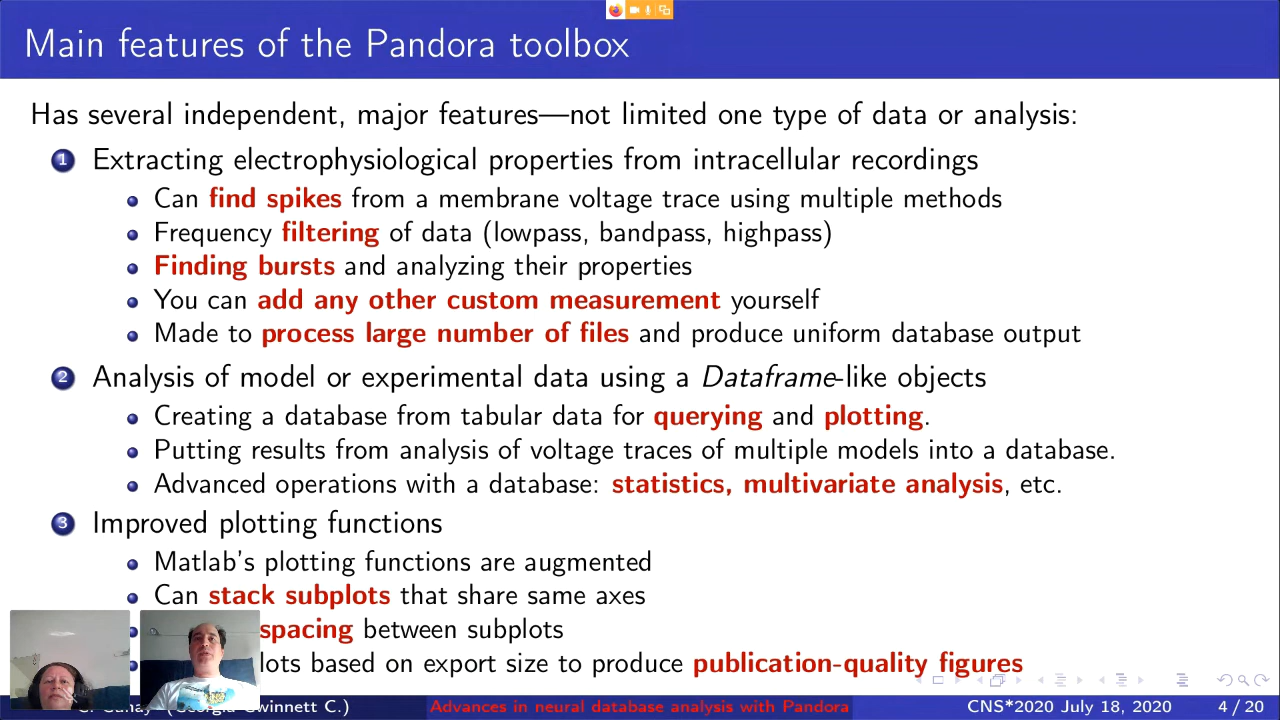 Main features of the Pandora toolbox
Has several independent, major features—not limited one type of data or analysis:
1 Extracting electrophysiological properties from intracellular recordings
Can find spikes from a membrane voltage trace using multiple methods
Frequency filtering of data (lowpass, bandpass, highpass)
Finding bursts and analyzing their properties
You can add any other custom measurement yourself
Made to process large number of files and produce uniform database output
2 Analysis of model or experimental data using a Dataframe-like objects
Creating a database from tabular data for querying and plotting.
Putting results from analysis of voltage traces of multiple models into a database.
Advanced operations with a database: statistics, multivariate analysis, etc.
3 Improved plotting functions
Matlab's plotting functions are augmented
Can stack subplots that share same axes
spacing between subplots
lots based on export size to produce publication-quality figures
Gwinnett C.) Advances in neural database analysis with Pandora CNS*2020 July 18, 2020 4 / 20